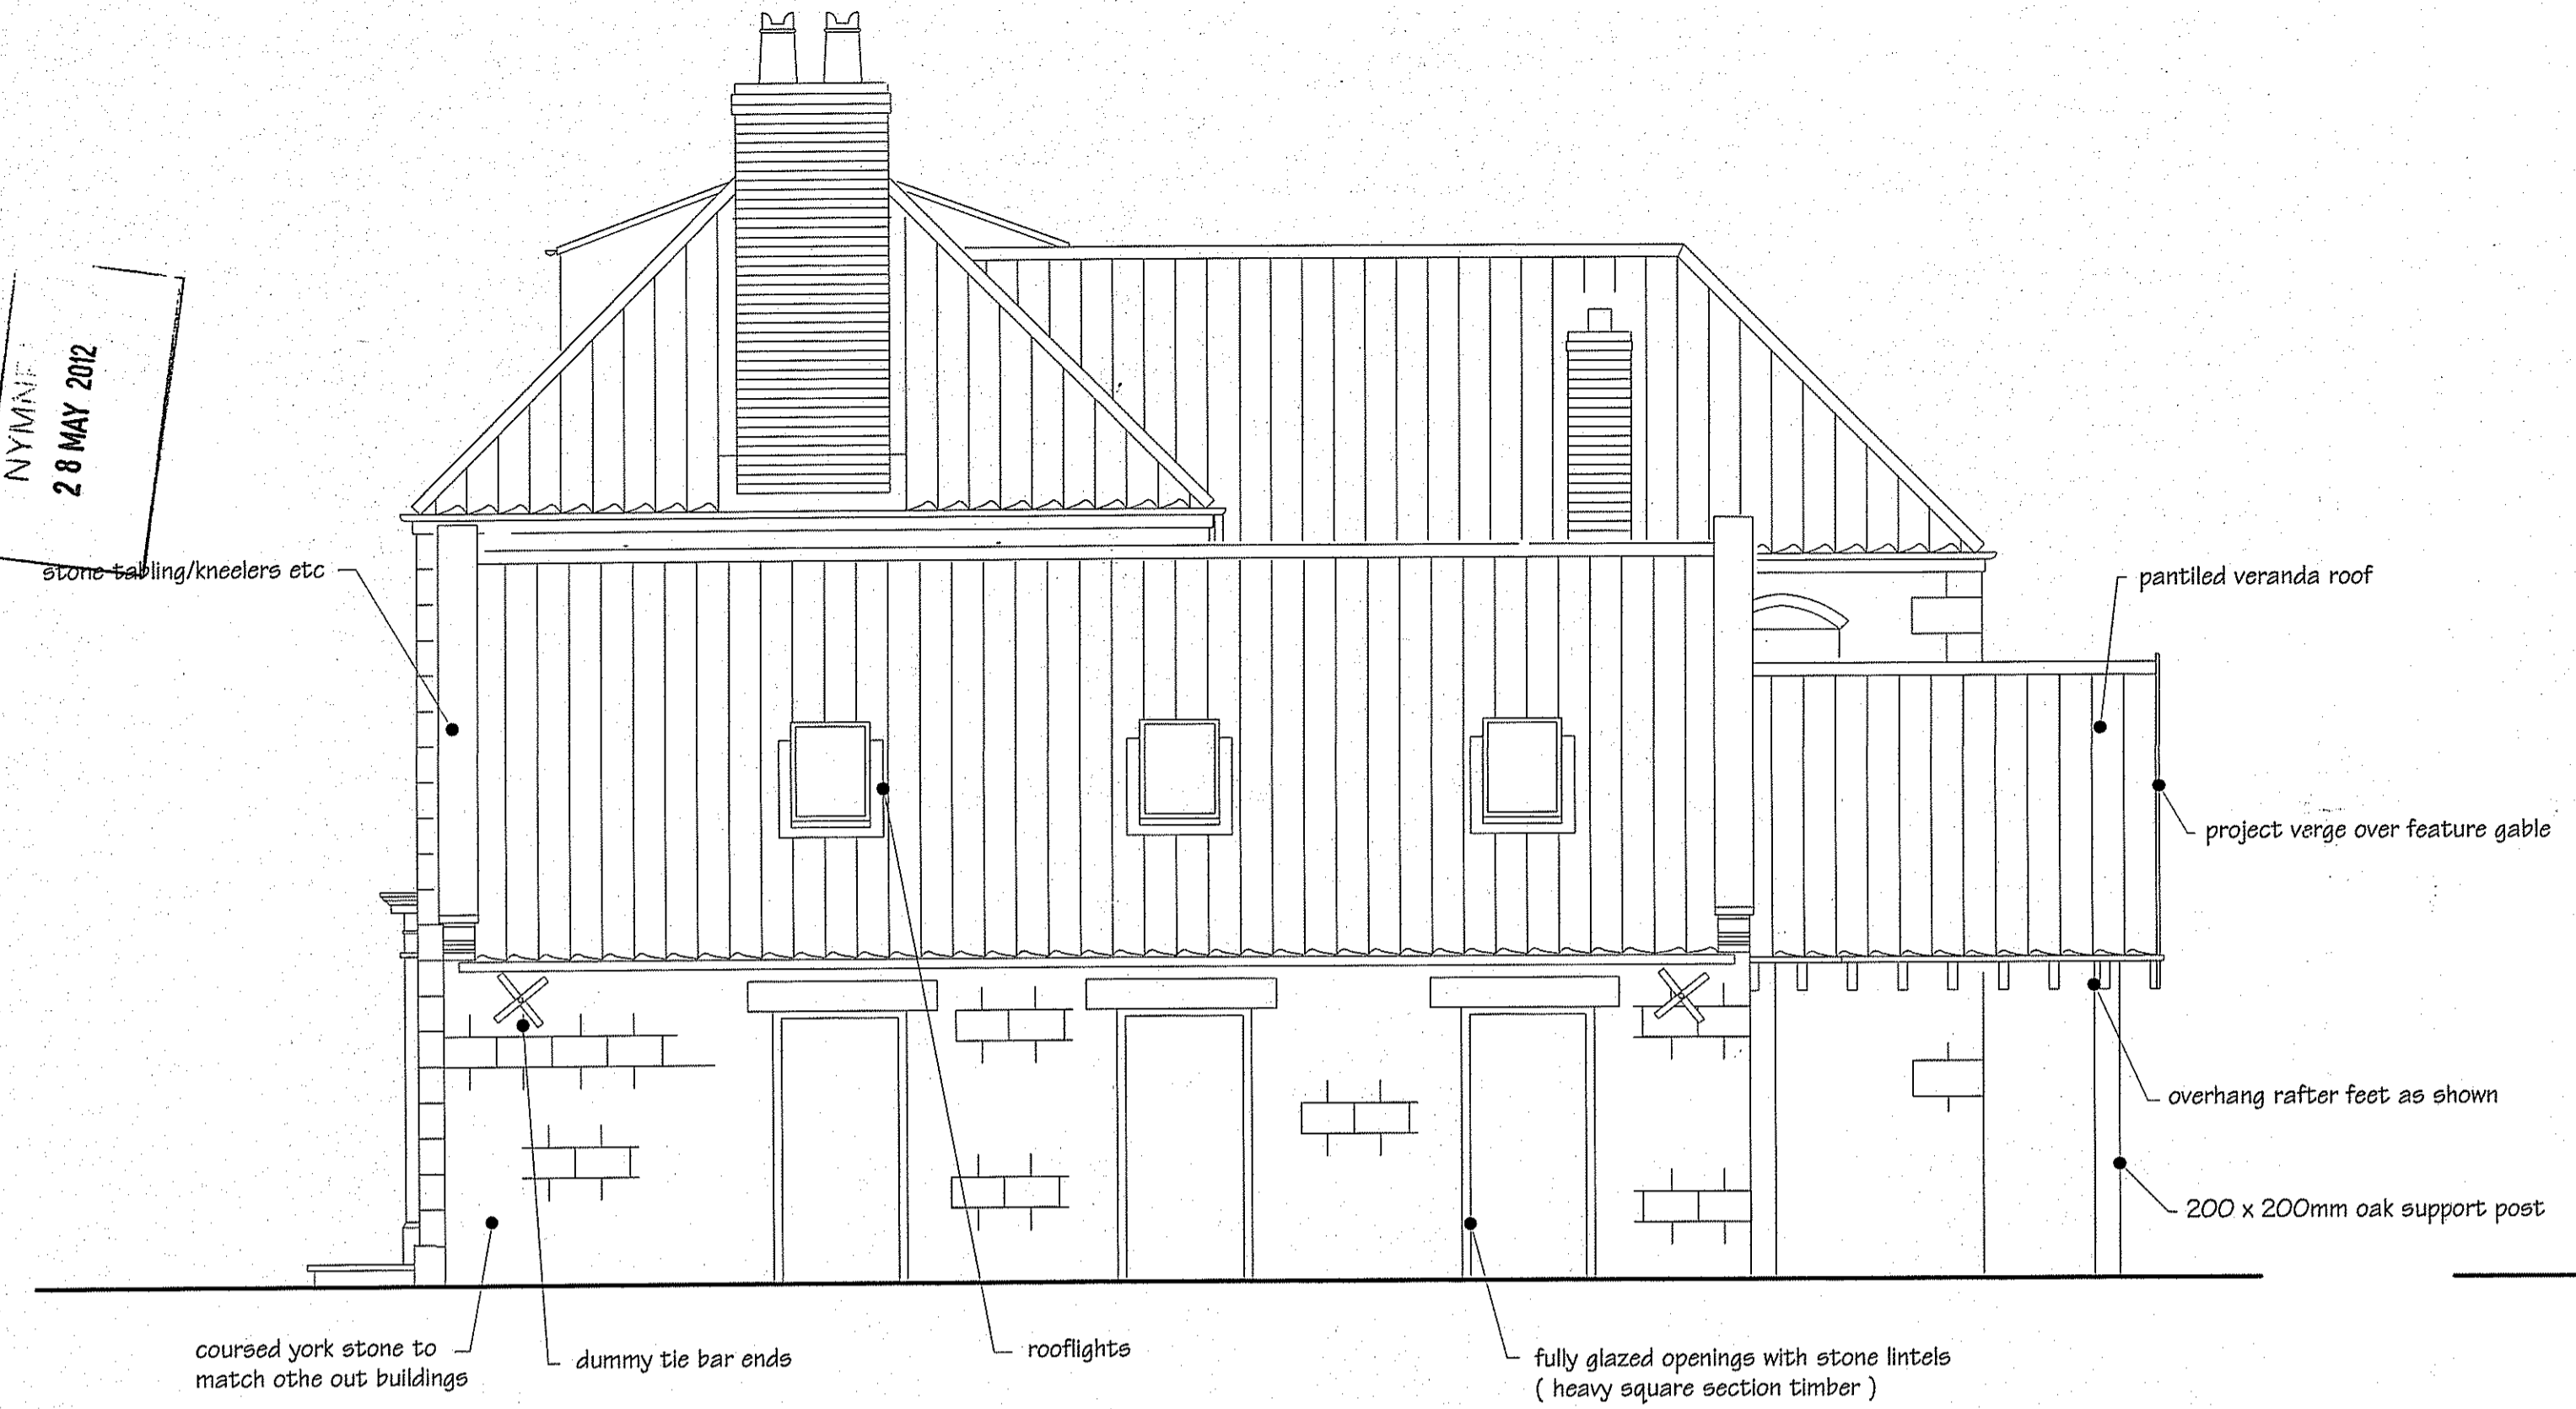 NYMNP
28 MAY 2012
stone tabling/kneelers etc
pantiled veranda roof
project verge over feature gable
overhang rafter feet as shown
200 x 200mm oak support post
coursed york stone to
match othe out buildings
dummy tie bar ends
rooflights
fully glazed openings with stone lintels
( heavy square section timber )